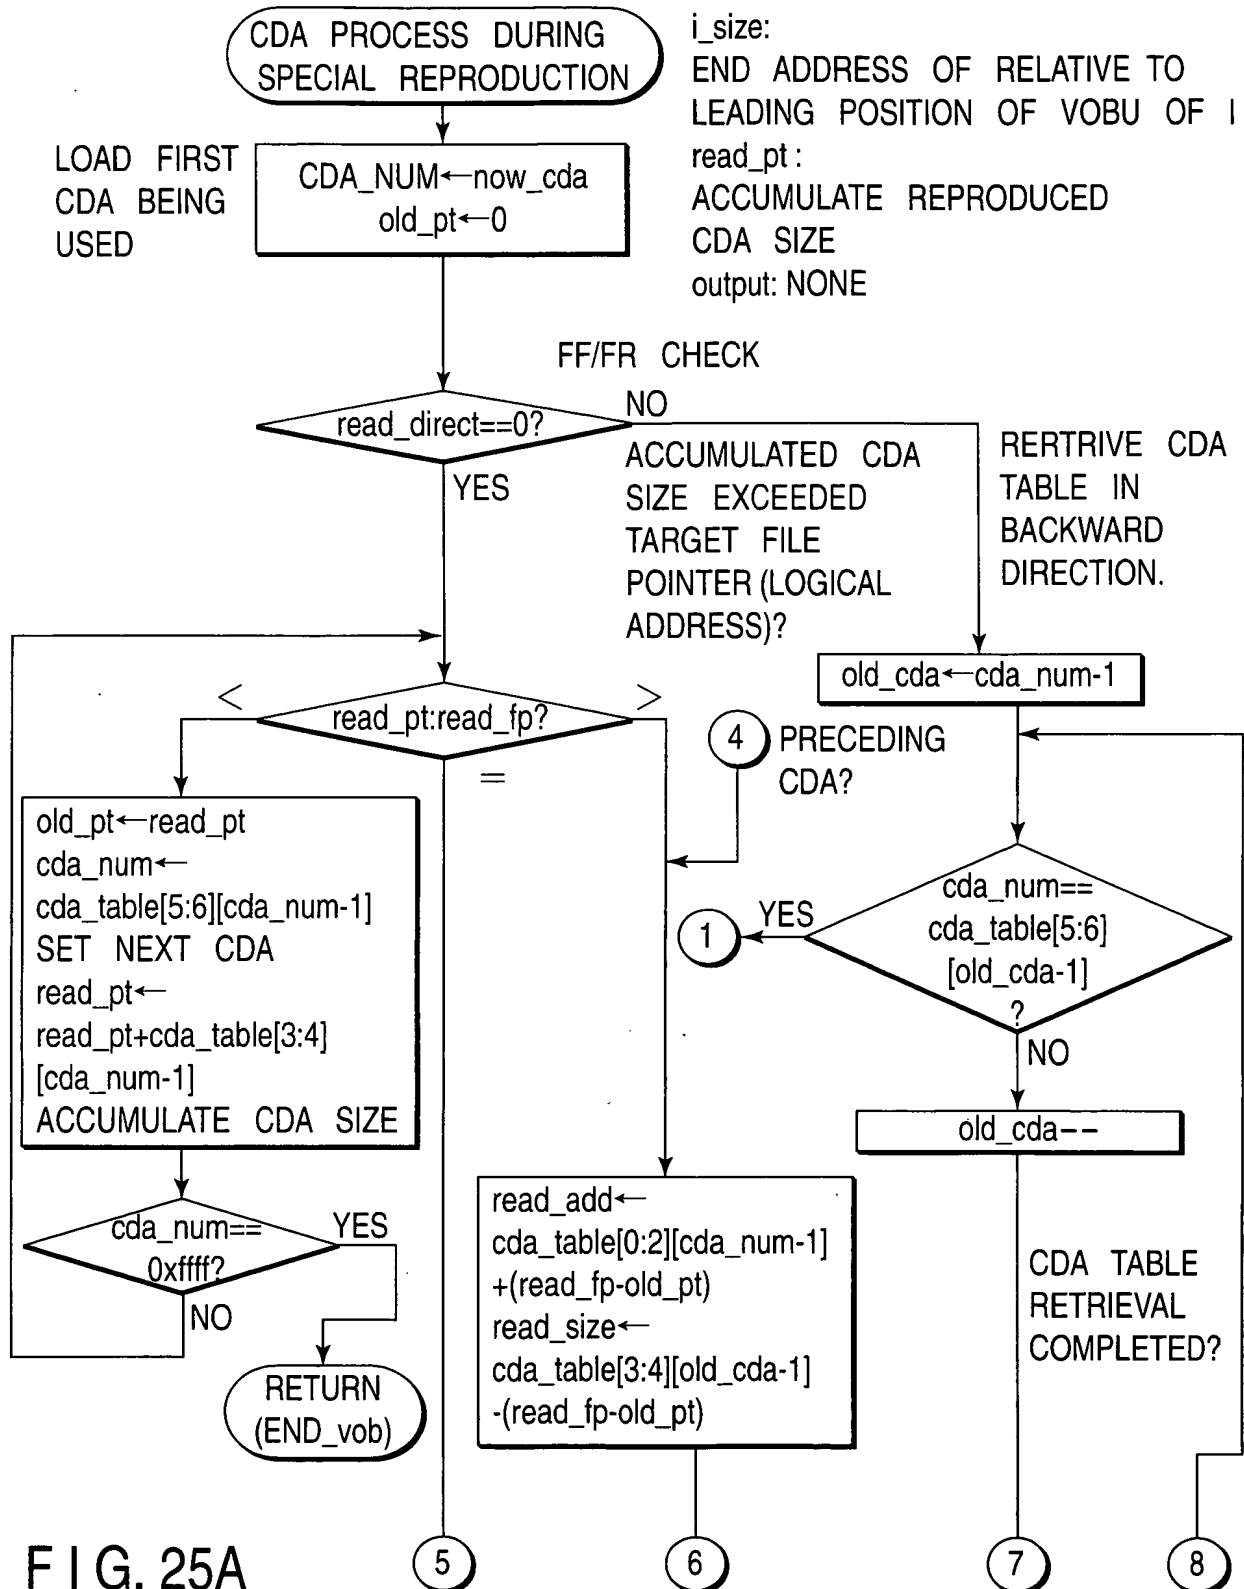 CDA PROCESS DURING
SPECIAL REPRODUCTION
i_size:
END ADDRESS OF RELATIVE TO
LEADING POSITION OF VOBU OF I
read_pt:
ACCUMULATE REPRODUCED
CDA SIZE
output: NONE
LOAD FIRST
CDA BEING
USED
CDA_NUM←now_cda
old_pt←0
FF/FR CHECK
read_direct==0?
NO
YES
ACCUMULATED CDA
SIZE EXCEEDED
TARGET FILE
POINTER (LOGICAL
ADDRESS)?
RERTRIVE CDA
TABLE IN
BACKWARD
DIRECTION.
old_cda←cda_num-1
<
read_pt:read_fp?
>
=
4
PRECEDING
CDA?
old_pt←read_pt
cda_num←
cda_table[5:6][cda_num-1]
SET NEXT CDA
read_pt←
read_pt+cda_table[3:4]
[cda_num-1]
ACCUMULATE CDA SIZE
1
YES
cda_num==
cda_table[5:6]
[old_cda-1]
?
NO
old_cda--
cda_num==
0xffff?
YES
NO
RETURN
(END_vob)
read_add←
cda_table[0:2][cda_num-1]
+(read_fp-old_pt)
read_size←
cda_table[3:4][old_cda-1]
-(read_fp-old_pt)
CDA TABLE
RETRIEVAL
COMPLETED?
FIG. 25A
5
6
7
8